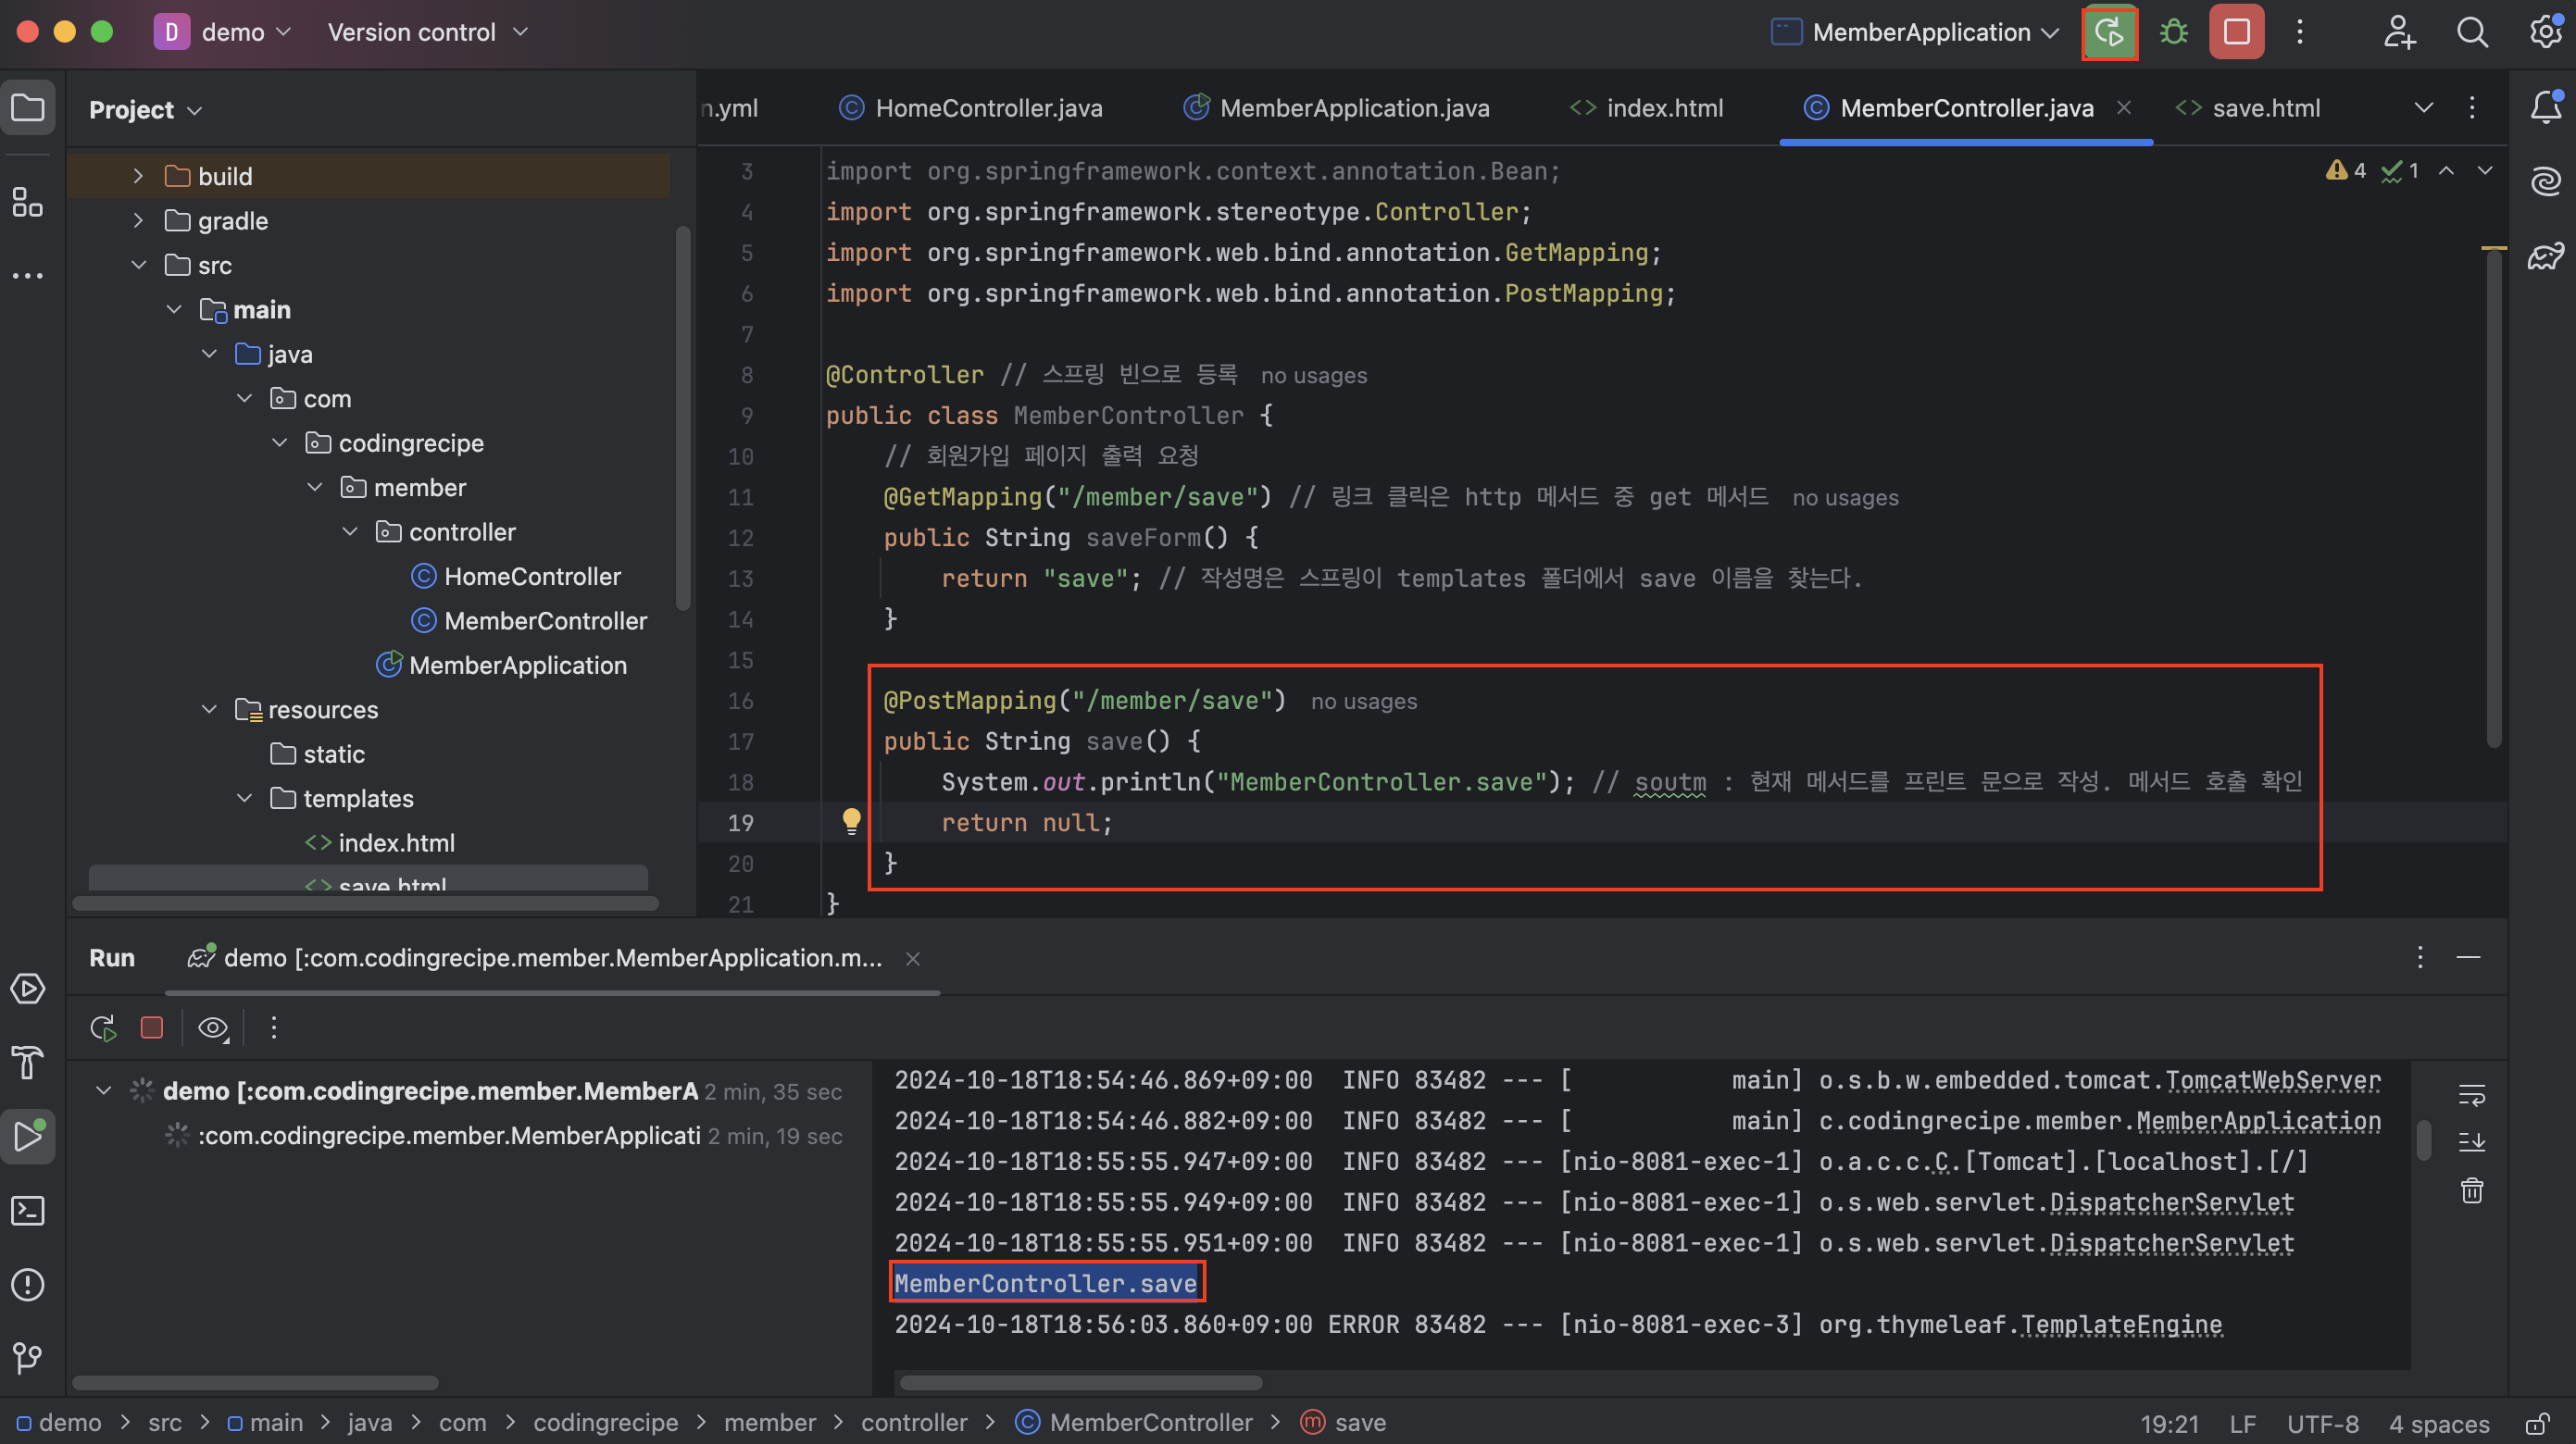 D demo Version control MemberApplication
Project
n.yml HomeController.java MemberApplication.java index.html MemberController.java save.html
build
gradle
src
main
java
com
codingrecipe
member
controller
HomeController
MemberController
MemberApplication
resources
static
templates
index.html
save.html
4 1
3 import org.springframework.context.annotation.Bean;
4 import org.springframework.stereotype.Controller;
5 import org.springframework.web.bind.annotation.GetMapping;
6 import org.springframework.web.bind.annotation.PostMapping;
7
8 @Controller // 스프링 빈으로 등록 no usages
9 public class MemberController {
10 // 회원가입 페이지 출력 요청
11 @GetMapping("/member/save") // 링크 클릭은 http 메서드 중 get 메서드 no usages
12 public String saveForm() {
13 return "save"; // 작성명은 스프링이 templates 폴더에서 save 이름을 찾는다.
14 }
15
16 @PostMapping("/member/save") no usages
17 public String save() {
18 System.out.println("MemberController.save"); // soutm : 현재 메서드를 프린트 문으로 작성. 메서드 호출 확인
19 return null;
20 }
21 }
Run demo [:com.codingrecipe.member.MemberApplication.m...
demo [:com.codingrecipe.member.MemberA 2 min, 35 sec
:com.codingrecipe.member.MemberApplicati 2 min, 19 sec
2024-10-18T18:54:46.869+09:00 INFO 83482 --- [ main] o.s.b.w.embedded.tomcat.TomcatWebServer
2024-10-18T18:54:46.882+09:00 INFO 83482 --- [ main] c.codingrecipe.member.MemberApplication
2024-10-18T18:55:55.947+09:00 INFO 83482 --- [nio-8081-exec-1] o.a.c.c.C.[Tomcat].[localhost].[/]
2024-10-18T18:55:55.949+09:00 INFO 83482 --- [nio-8081-exec-1] o.s.web.servlet.DispatcherServlet
2024-10-18T18:55:55.951+09:00 INFO 83482 --- [nio-8081-exec-1] o.s.web.servlet.DispatcherServlet
MemberController.save
2024-10-18T18:56:03.860+09:00 ERROR 83482 --- [nio-8081-exec-3] org.thymeleaf.TemplateEngine
demo > src > main > java > com > codingrecipe > member > controller > MemberController > save 19:21 LF UTF-8 4 spaces